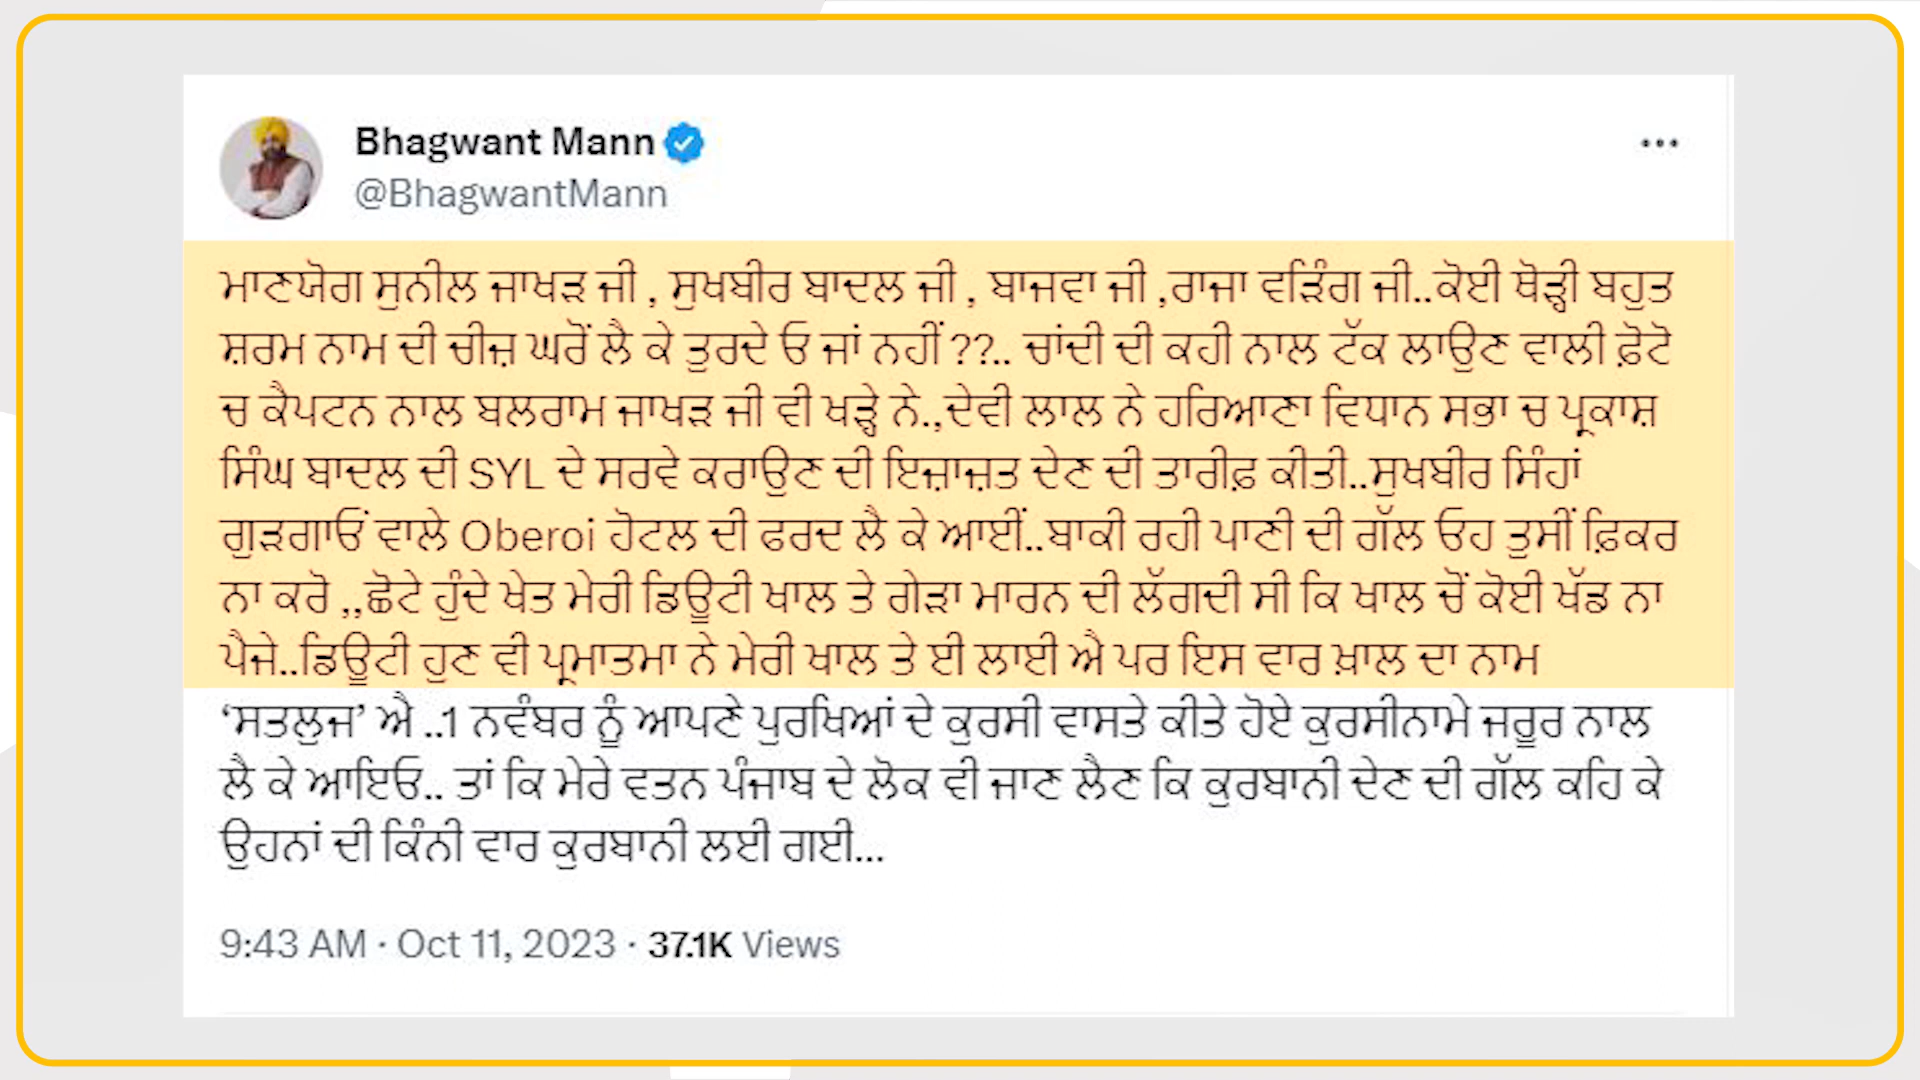 Bhagwant Mann
@BhagwantMann
ਮਾਣਯੋਗ ਸੁਨੀਲ ਜਾਖੜ ਜੀ , ਸੁਖਬੀਰ ਬਾਦਲ ਜੀ , ਬਾਜਵਾ ਜੀ ,ਰਾਜਾ ਵੜਿੰਗ ਜੀ..ਕੋਈ ਥੋੜ੍ਹੀ ਬਹੁਤ
ਸ਼ਰਮ ਨਾਮ ਦੀ ਚੀਜ਼ ਘਰੋਂ ਲੈ ਕੇ ਤੁਰਦੇ ਓ ਜਾਂ ਨਹੀਂ ??.. ਚਾਂਦੀ ਦੀ ਕਹੀ ਨਾਲ ਟੱਕ ਲਾਉਣ ਵਾਲੀ ਫ਼ੋਟੋ
ਚ ਕੈਪਟਨ ਨਾਲ ਬਲਰਾਮ ਜਾਖੜ ਜੀ ਵੀ ਖੜ੍ਹੇ ਨੇ.,ਦੇਵੀ ਲਾਲ ਨੇ ਹਰਿਆਣਾ ਵਿਧਾਨ ਸਭਾ ਚ ਪ੍ਰਕਾਸ਼
ਸਿੰਘ ਬਾਦਲ ਦੀ SYL ਦੇ ਸਰਵੇ ਕਰਾਉਣ ਦੀ ਇਜ਼ਾਜ਼ਤ ਦੇਣ ਦੀ ਤਾਰੀਫ਼ ਕੀਤੀ..ਸੁਖਬੀਰ ਸਿੰਹਾਂ
ਗੁੜਗਾਓਂ ਵਾਲੇ Oberoi ਹੋਟਲ ਦੀ ਫਰਦ ਲੈ ਕੇ ਆਈਂ..ਬਾਕੀ ਰਹੀ ਪਾਣੀ ਦੀ ਗੱਲ ਓਹ ਤੁਸੀਂ ਫ਼ਿਕਰ
ਨਾ ਕਰੋ ,,ਛੋਟੇ ਹੁੰਦੇ ਖੇਤ ਮੇਰੀ ਡਿਊਟੀ ਖਾਲ ਤੇ ਗੇੜਾ ਮਾਰਨ ਦੀ ਲੱਗਦੀ ਸੀ ਕਿ ਖਾਲ ਚੋਂ ਕੋਈ ਖੱਡ ਨਾ
ਪੈਜੇ..ਡਿਊਟੀ ਹੁਣ ਵੀ ਪ੍ਰਮਾਤਮਾ ਨੇ ਮੇਰੀ ਖਾਲ ਤੇ ਈ ਲਾਈ ਐ ਪਰ ਇਸ ਵਾਰ ਖ਼ਾਲ ਦਾ ਨਾਮ
‘ਸਤਲੁਜ’ ਐ ..1 ਨਵੰਬਰ ਨੂੰ ਆਪਣੇ ਪੁਰਖਿਆਂ ਦੇ ਕੁਰਸੀ ਵਾਸਤੇ ਕੀਤੇ ਹੋਏ ਕੁਰਸੀਨਾਮੇ ਜਰੂਰ ਨਾਲ
ਲੈ ਕੇ ਆਇਓ.. ਤਾਂ ਕਿ ਮੇਰੇ ਵਤਨ ਪੰਜਾਬ ਦੇ ਲੋਕ ਵੀ ਜਾਣ ਲੈਣ ਕਿ ਕੁਰਬਾਨੀ ਦੇਣ ਦੀ ਗੱਲ ਕਹਿ ਕੇ
ਉਹਨਾਂ ਦੀ ਕਿੰਨੀ ਵਾਰ ਕੁਰਬਾਨੀ ਲਈ ਗਈ...
9:43 AM · Oct 11, 2023 · 37.1K Views